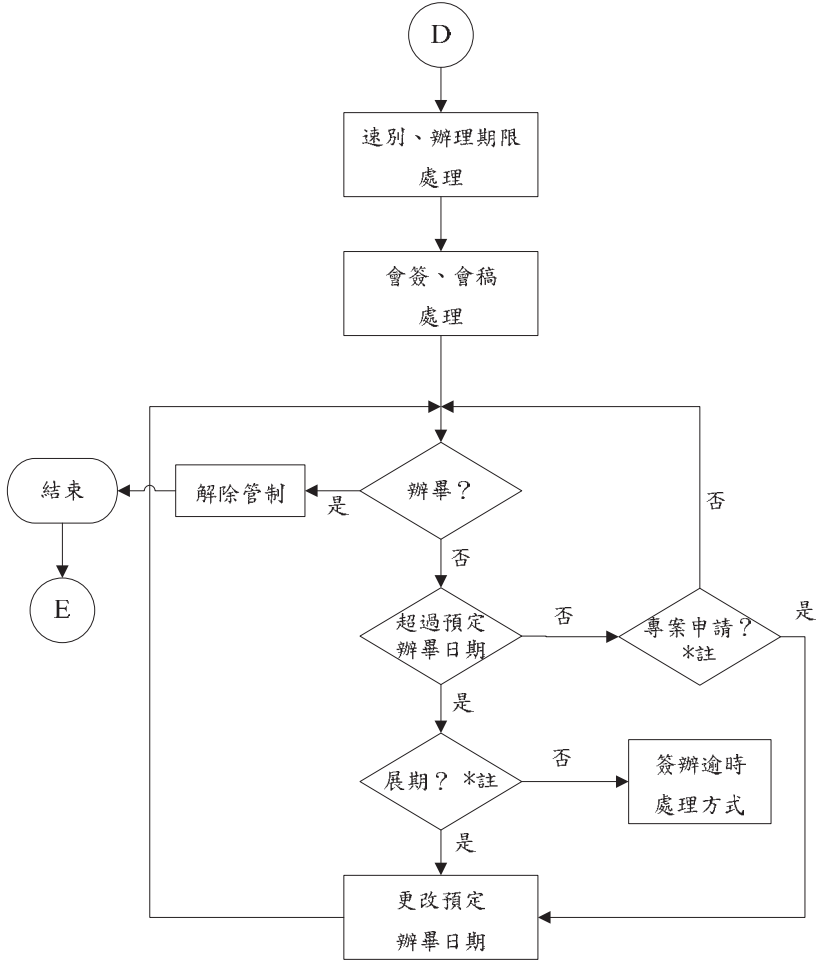 D
速別、辦理期限
處理
會簽、會稿
處理
結束
解除管制
是
辦畢？
否
否
E
超過預定
辦畢日期
否
專案申請？
*註
是
是
展期？ *註
否
簽辦逾時
處理方式
是
更改預定
辦畢日期